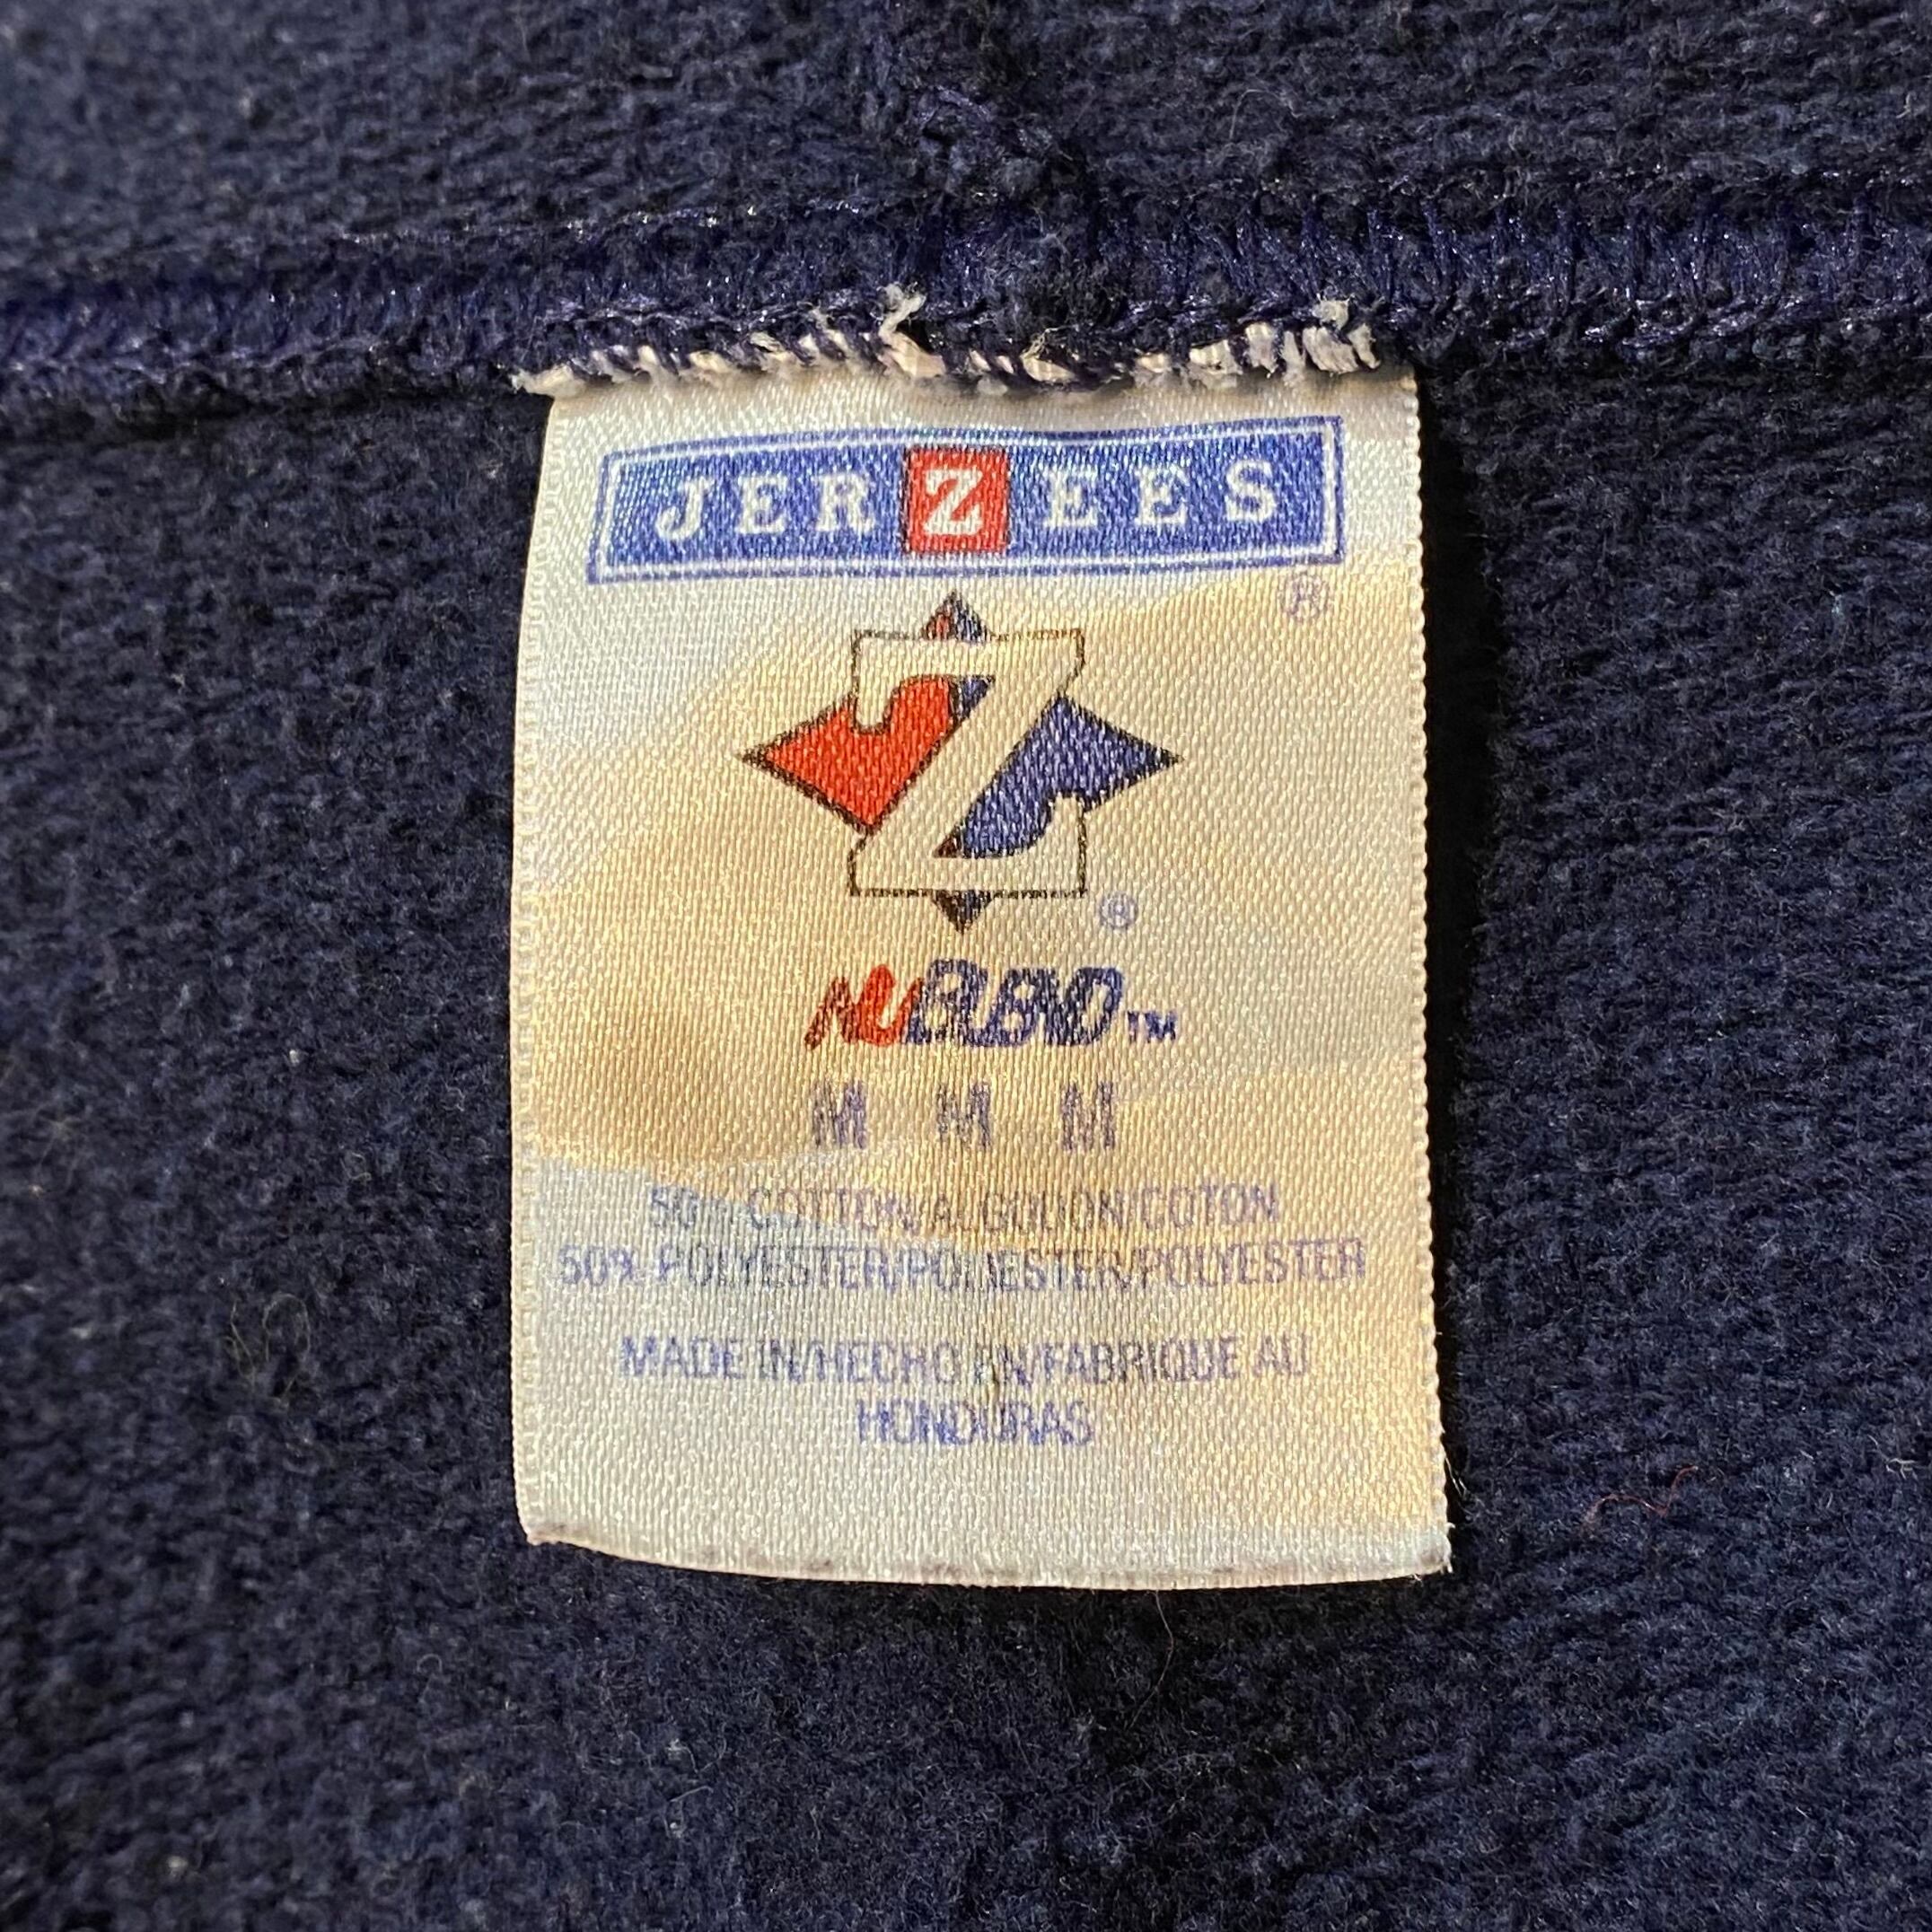 JERZEES
®
Z
®
NUBLEND™
M M M
50% COTTON/ALGODON/COTON
50% POLYESTER/POLIESTER/POLYESTER
MADE IN/HECHO EN/FABRIQUE AU
HONDURAS